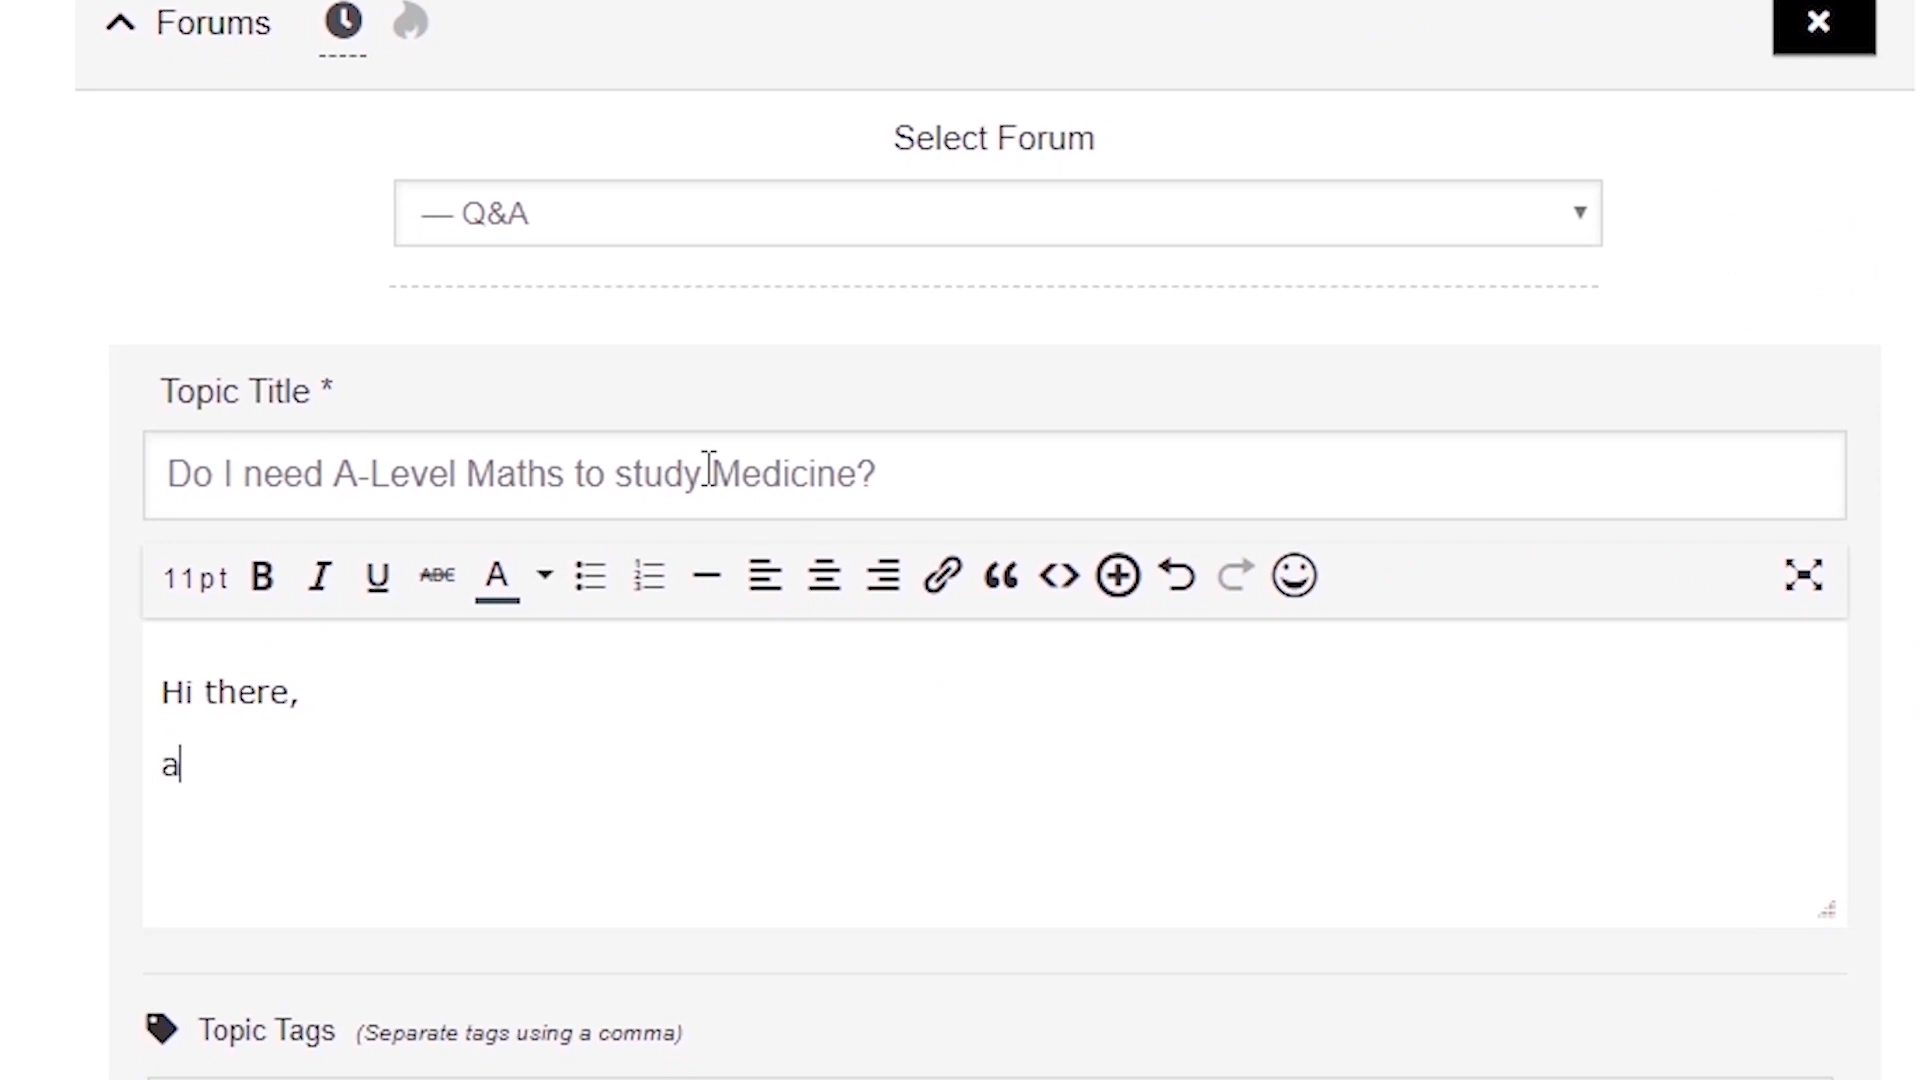 Forums
Select Forum
— Q&A
Topic Title *
Do I need A-Level Maths to study Medicine?
11pt B I U ABC A
Hi there,
a
Topic Tags (Separate tags using a comma)